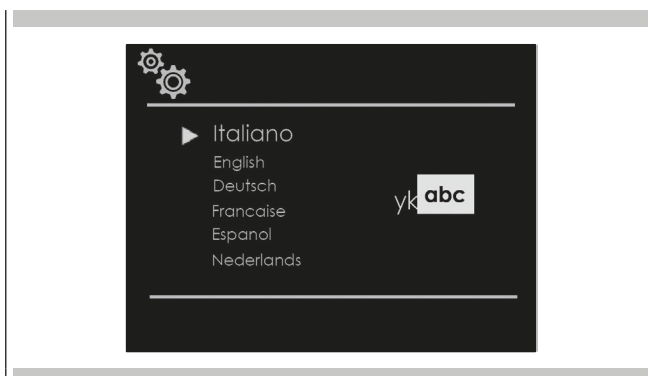 Italiano
English
Deutsch
Francaise
Espanol
Nederlands
yk abc